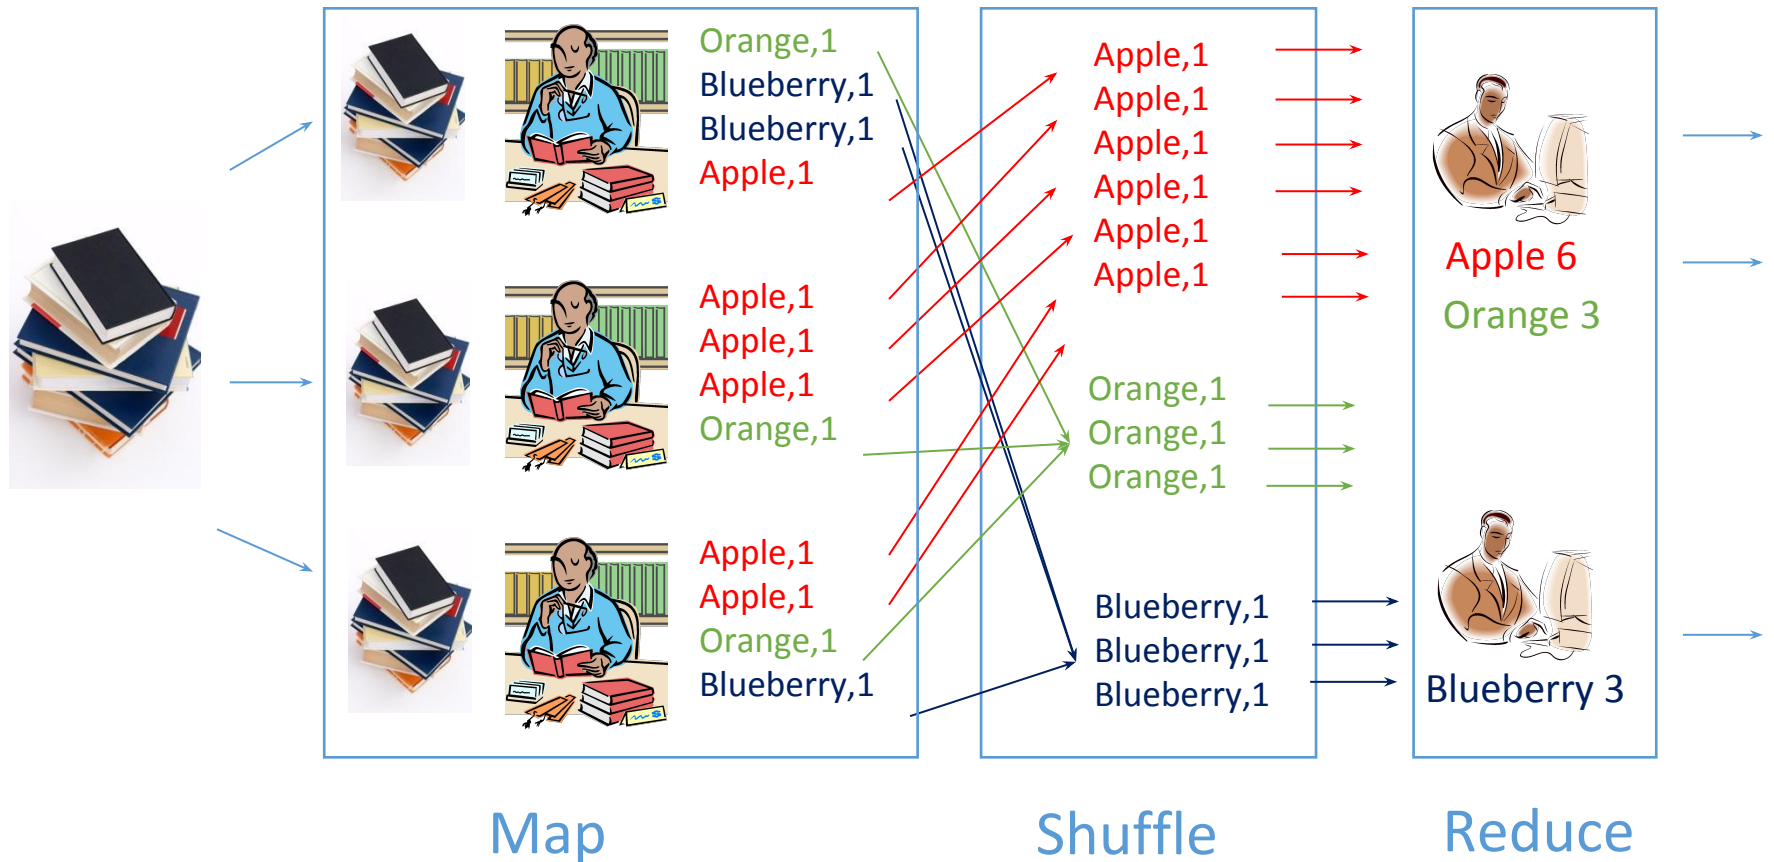 Orange,1
Blueberry,1
Blueberry,1
Apple,1
Apple,1
Apple,1
Apple,1
Orange,1
Apple,1
Apple,1
Orange,1
Blueberry,1
Map
Apple,1
Apple,1
Apple,1
Apple,1
Apple,1
Apple,1
Orange,1
Orange,1
Orange,1
Blueberry,1
Blueberry,1
Blueberry,1
Shuffle
Apple 6
Orange 3
Blueberry 3
Reduce